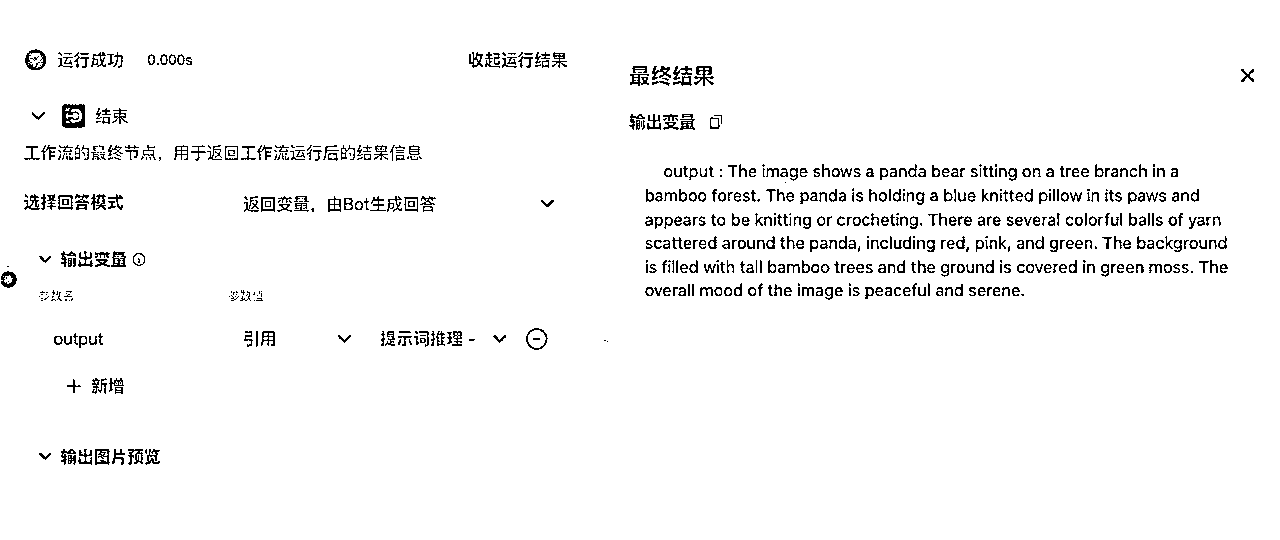 运行成功 0.000s 收起运行结果
结束
工作流的最终节点，用于返回工作流运行后的结果信息
选择回答模式 返回变量，由Bot生成回答
输出变量
参数名 参数值
output 引用 提示词推理 -
+ 新增
输出图片预览
最终结果
输出变量
output : The image shows a panda bear sitting on a tree branch in a
bamboo forest. The panda is holding a blue knitted pillow in its paws and
appears to be knitting or crocheting. There are several colorful balls of yarn
scattered around the panda, including red, pink, and green. The background
is filled with tall bamboo trees and the ground is covered in green moss. The
overall mood of the image is peaceful and serene.